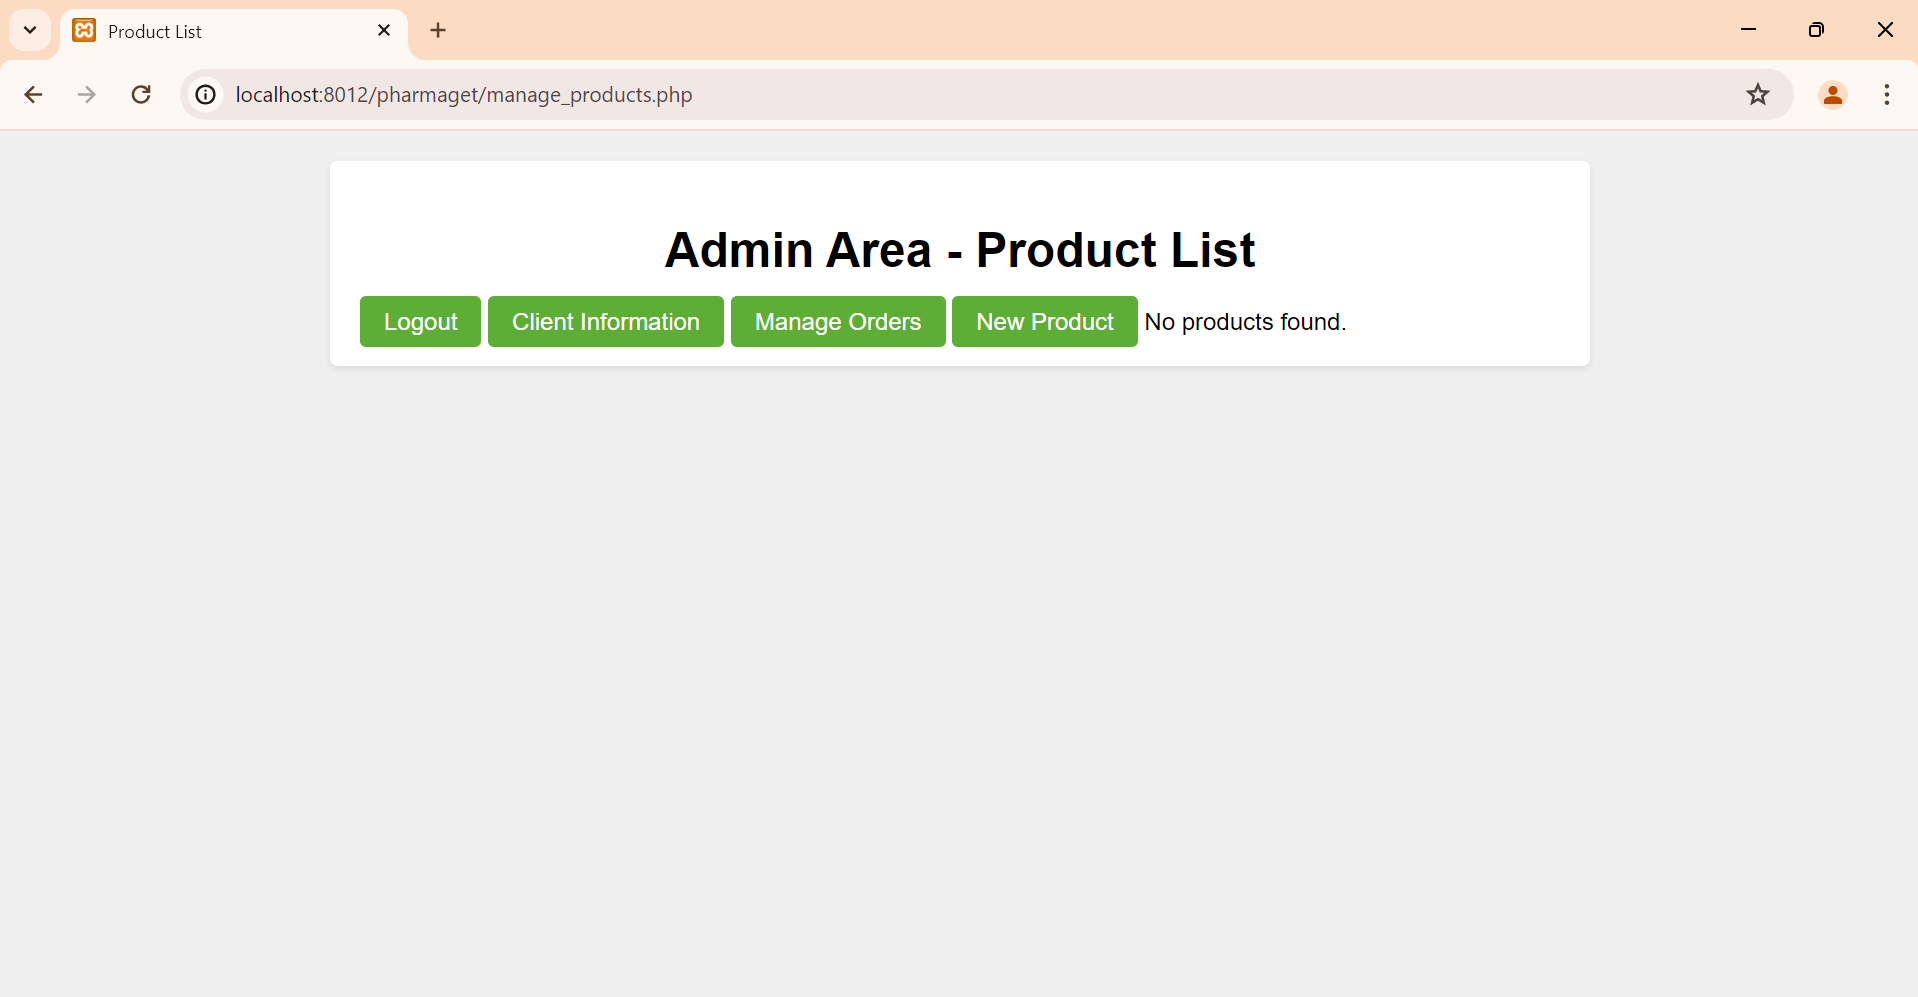 Product List
localhost:8012/pharmaget/manage_products.php
Admin Area - Product List
Logout Client Information Manage Orders New Product No products found.